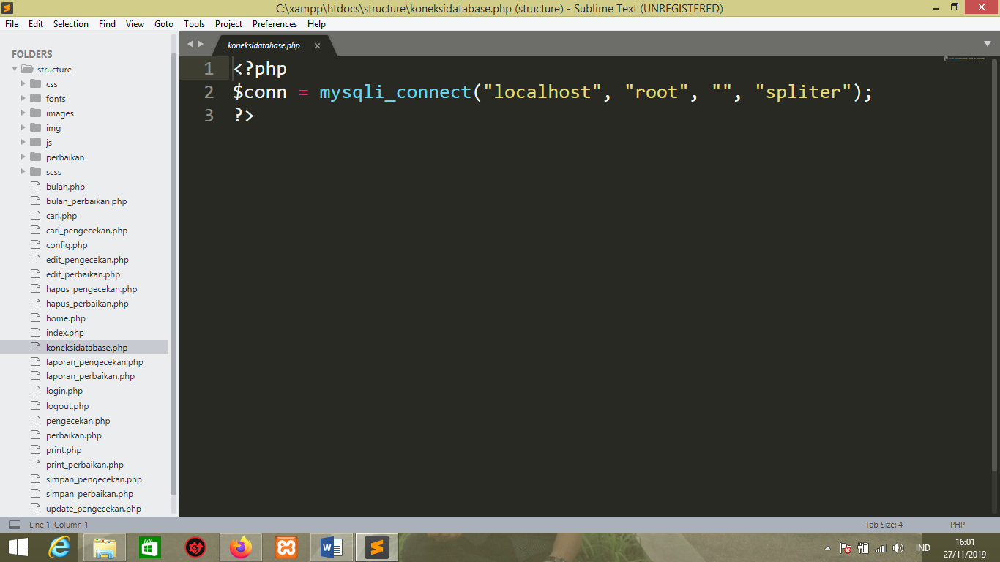 C:\xampp\htdocs\structure\koneksidatabase.php (structure) - Sublime Text (UNREGISTERED)
File Edit Selection Find View Goto Tools Project Preferences Help
FOLDERS
structure
css
fonts
images
img
js
perbaikan
scss
bulan.php
bulan_perbaikan.php
cari.php
cari_pengecekan.php
config.php
edit_pengecekan.php
edit_perbaikan.php
hapus_pengecekan.php
hapus_perbaikan.php
home.php
index.php
koneksidatabase.php
laporan_pengecekan.php
laporan_perbaikan.php
login.php
logout.php
pengecekan.php
perbaikan.php
print.php
print_perbaikan.php
simpan_pengecekan.php
simpan_perbaikan.php
update_pengecekan.php
koneksidatabase.php
1 <?php
2 $conn = mysqli_connect("localhost", "root", "", "spliter");
3 ?>
Line 1, Column 1
Tab Size: 4
PHP
IND
16:01
27/11/2019